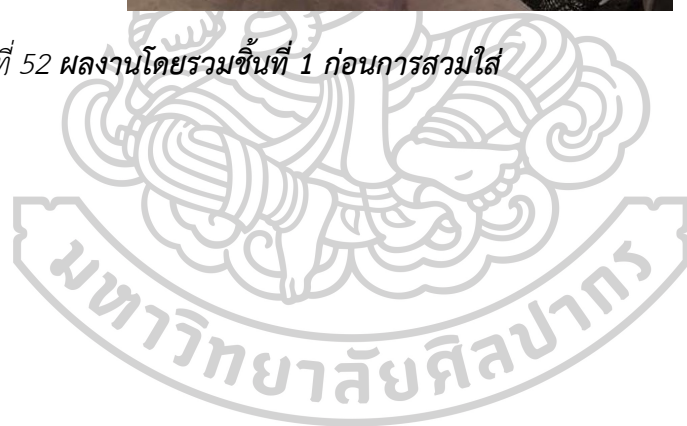 ที่ 52 ผลงานโดยรวมชิ้นที่ 1 ก่อนการสวมใส่
มหาวิทยาลัยศิลปากร